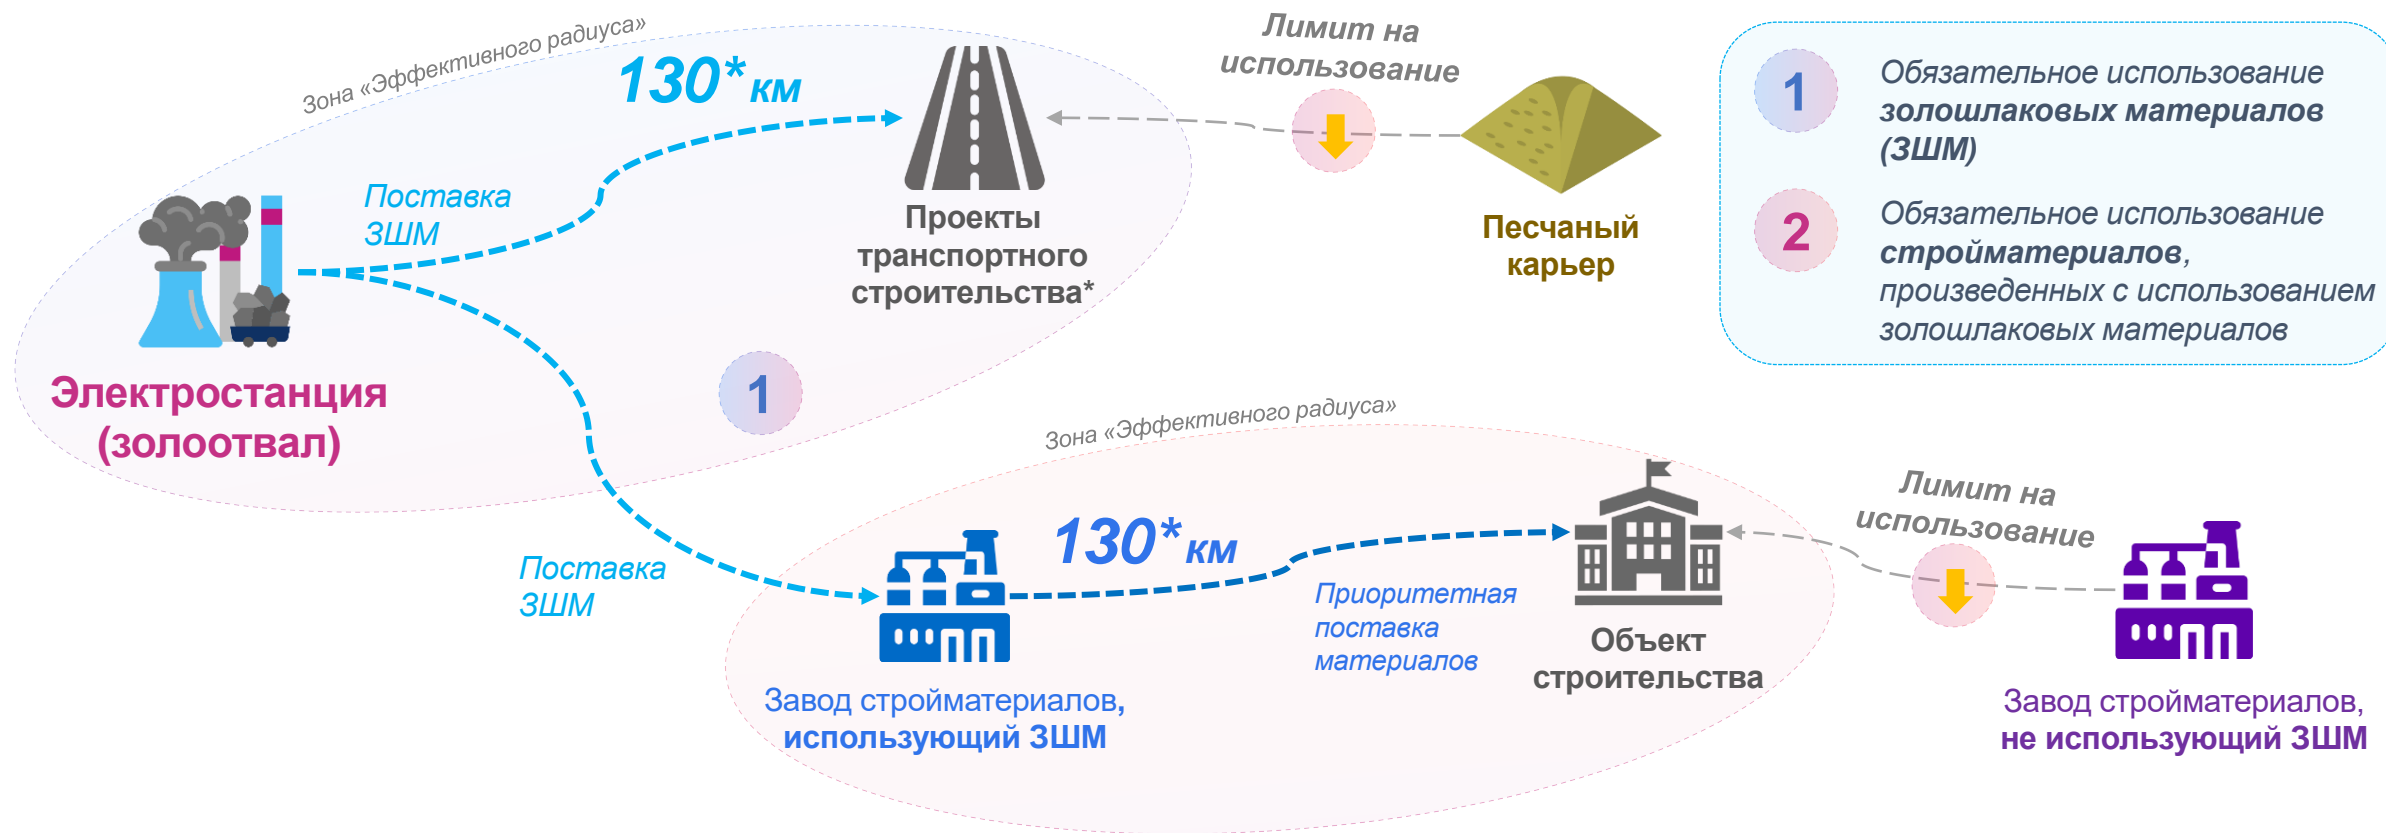 Зона «Эффективного радиуса»
130* км
Поставка
ЗШМ
Проекты
транспортного
строительства*
Электростанция
(золоотвал)
1
Лимит на
использование
Песчаный
карьер
1
Обязательное использование
золошлаковых материалов
(ЗШМ)
2
Обязательное использование
стройматериалов,
произведенных с использованием
золошлаковых материалов
Зона «Эффективного радиуса»
Поставка
ЗШМ
130* км
Приоритетная
поставка
материалов
Завод стройматериалов,
использующий ЗШМ
Объект
строительства
Лимит на
использование
Завод стройматериалов,
не использующий ЗШМ